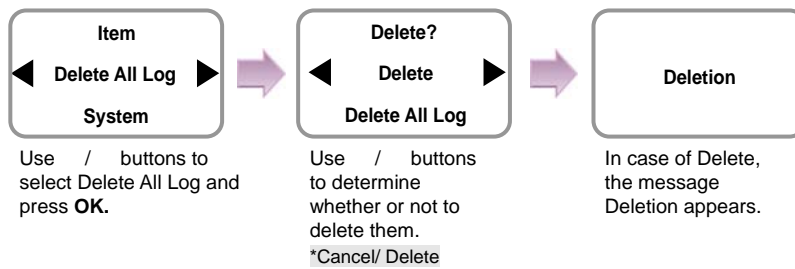 Item
Delete All Log
System
Delete?
Delete
Delete All Log
Deletion
Use / buttons to
select Delete All Log and
press OK.
Use / buttons
to determine
whether or not to
delete them.
*Cancel/ Delete
In case of Delete,
the message
Deletion appears.